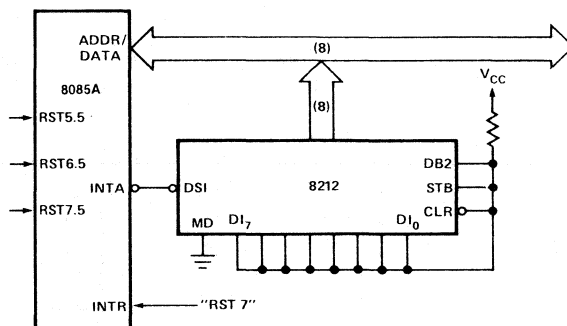 ADDR/
DATA
(8)
8085A
(8)
VCC
RST5.5
RST6.5
INTA
DSI
8212
DB2
STB
CLR
RST7.5
MD
DI7
DI0
INTR
"RST 7"